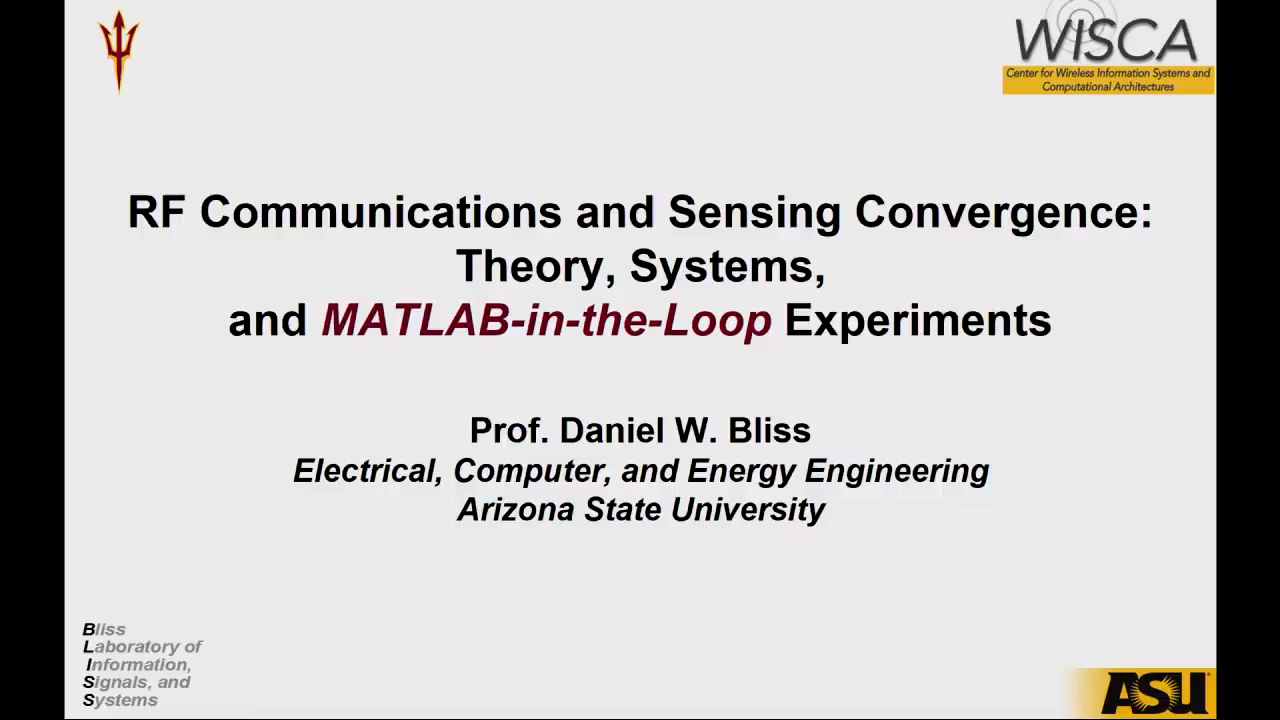 WISCA
Center for Wireless Information Systems and
Computational Architectures
RF Communications and Sensing Convergence:
Theory, Systems,
and MATLAB-in-the-Loop Experiments
Prof. Daniel W. Bliss
Electrical, Computer, and Energy Engineering
Arizona State University
Bliss
Laboratory of
Information,
Signals, and
Systems
ASU